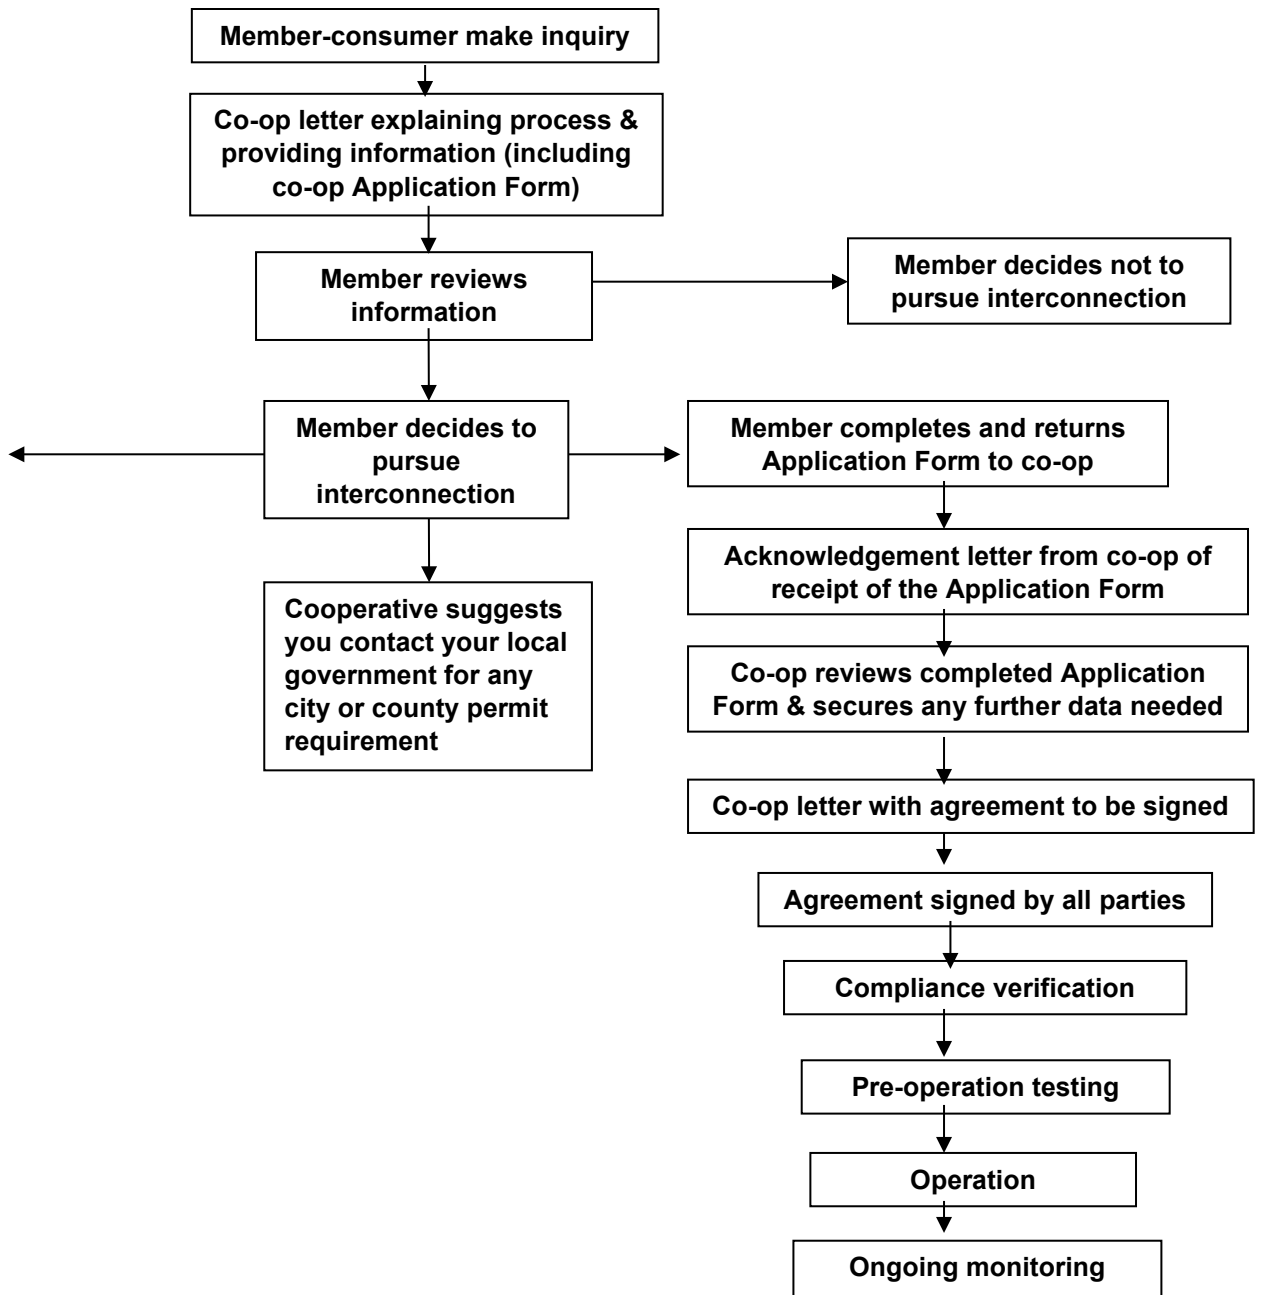 Member-consumer make inquiry
Co-op letter explaining process &
providing information (including
co-op Application Form)
Member reviews
information
Member decides not to
pursue interconnection
Member decides to
pursue
interconnection
Member completes and returns
Application Form to co-op
Cooperative suggests
you contact your local
government for any
city or county permit
requirement
Acknowledgement letter from co-op of
receipt of the Application Form
Co-op reviews completed Application
Form & secures any further data needed
Co-op letter with agreement to be signed
Agreement signed by all parties
Compliance verification
Pre-operation testing
Operation
Ongoing monitoring